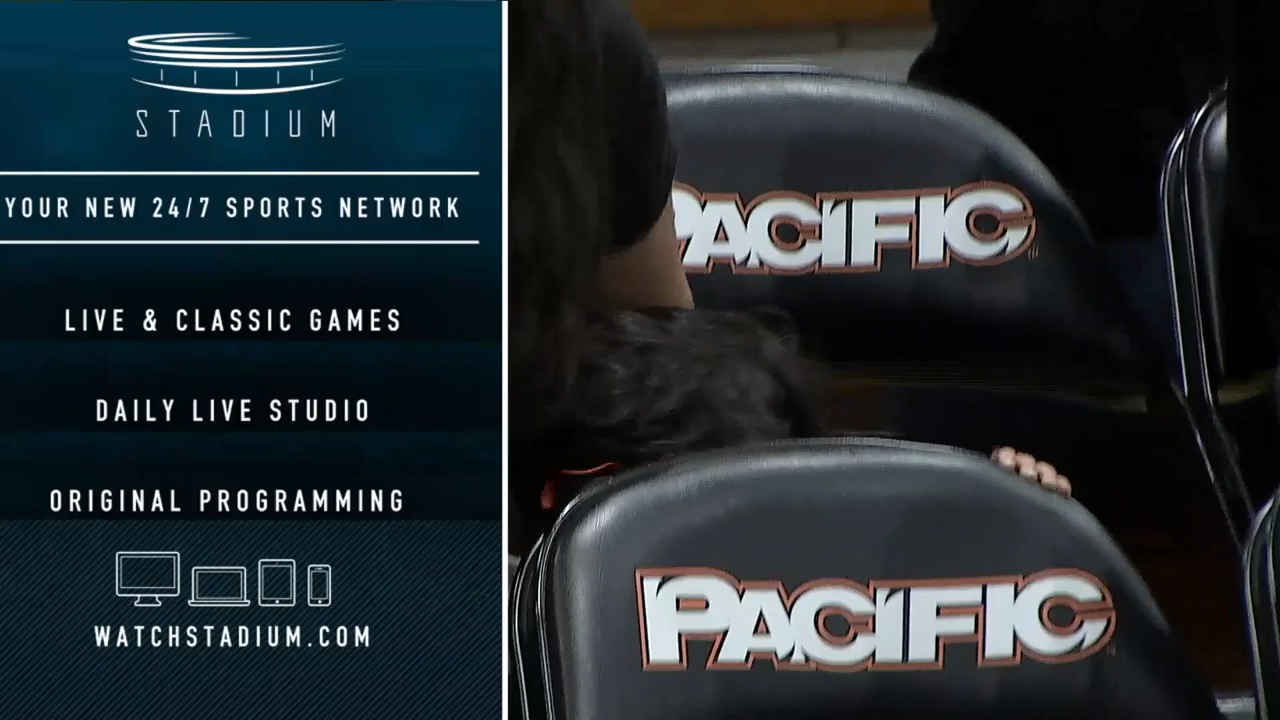 STADIUM
YOUR NEW 24/7 SPORTS NETWORK
LIVE & CLASSIC GAMES
DAILY LIVE STUDIO
ORIGINAL PROGRAMMING
WATCHSTADIUM.COM
PACIFIC
PACIFIC